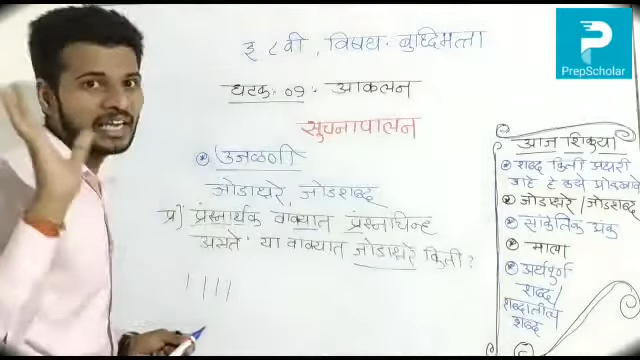 इ ८ वी , विषय - बुध्दिमत्ता
घटक - 09 - आकलन
सुचनापालन
उजळणी
जोडाक्षरे, जोडशब्द
प्र) प्रश्नार्थक वाक्यात प्रश्नचिन्ह
असते' या वाक्यात जोडाक्षरे किती ?
PrepScholar
आज शिकुया
शब्द किती अक्षरी
आहे हे कसे ओळखावे
जोडाक्षरे/जोडशब्द
सांकेतिक अंक
माला
अर्थपुर्ण
शब्द/
शब्दातील
शब्द